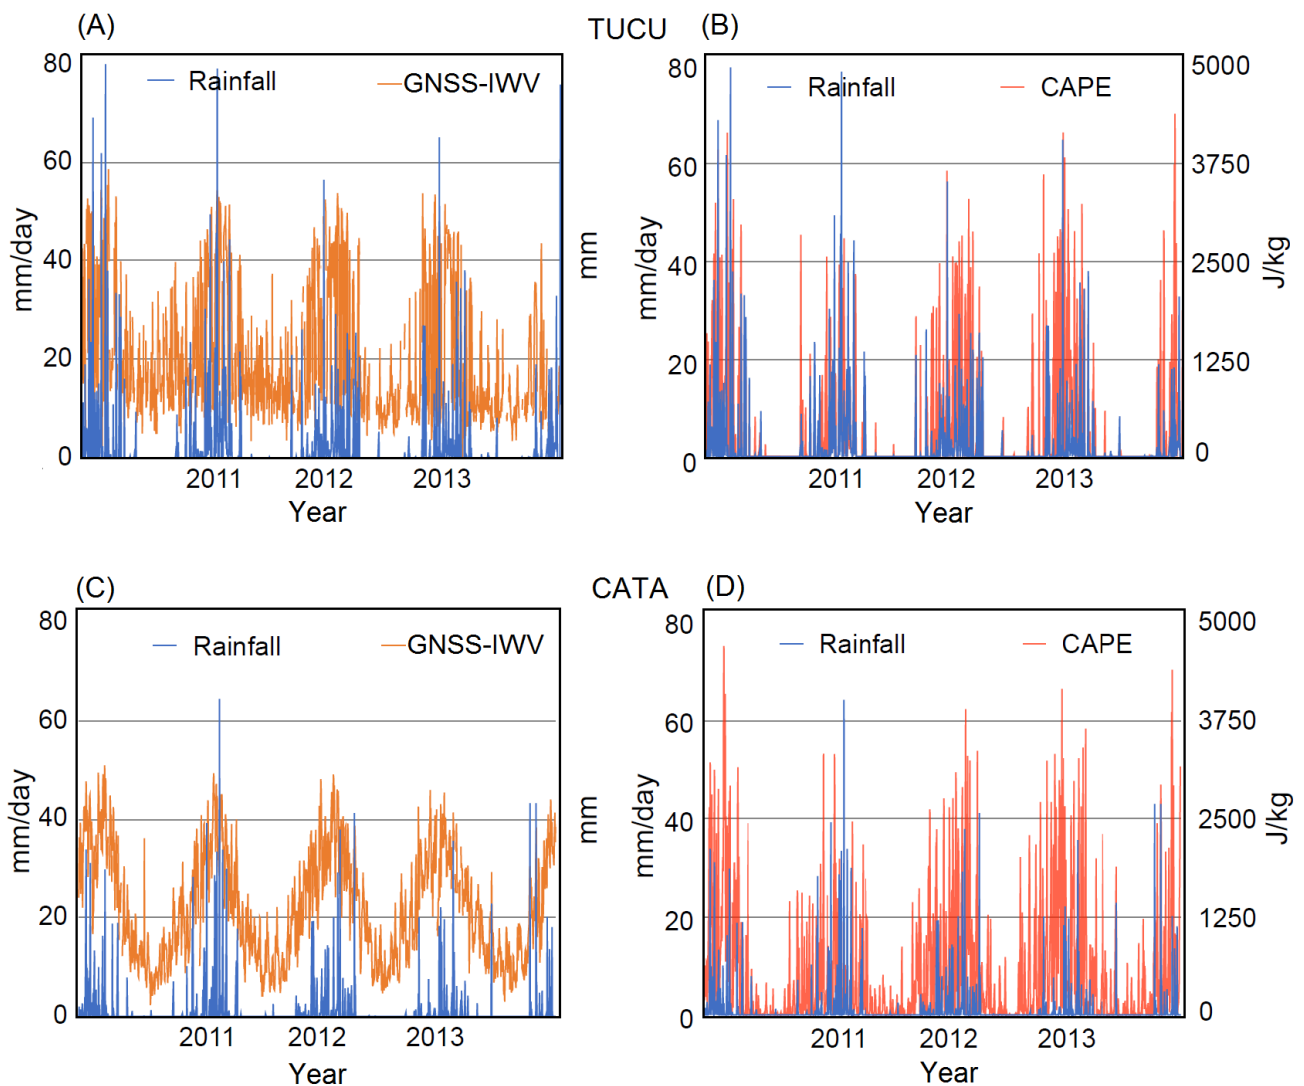 (A)
TUCU
(B)
Rainfall
GNSS-IWV
80
60
40
20
0
mm/day
mm
2011
2012
2013
Year
Rainfall
CAPE
80
60
40
20
0
mm/day
5000
3750
2500
1250
0
J/kg
2011
2012
2013
Year
(C)
CATA
(D)
Rainfall
GNSS-IWV
80
60
40
20
0
mm/day
mm
2011
2012
2013
Year
Rainfall
CAPE
80
60
40
20
0
mm/day
5000
3750
2500
1250
0
J/kg
2011
2012
2013
Year